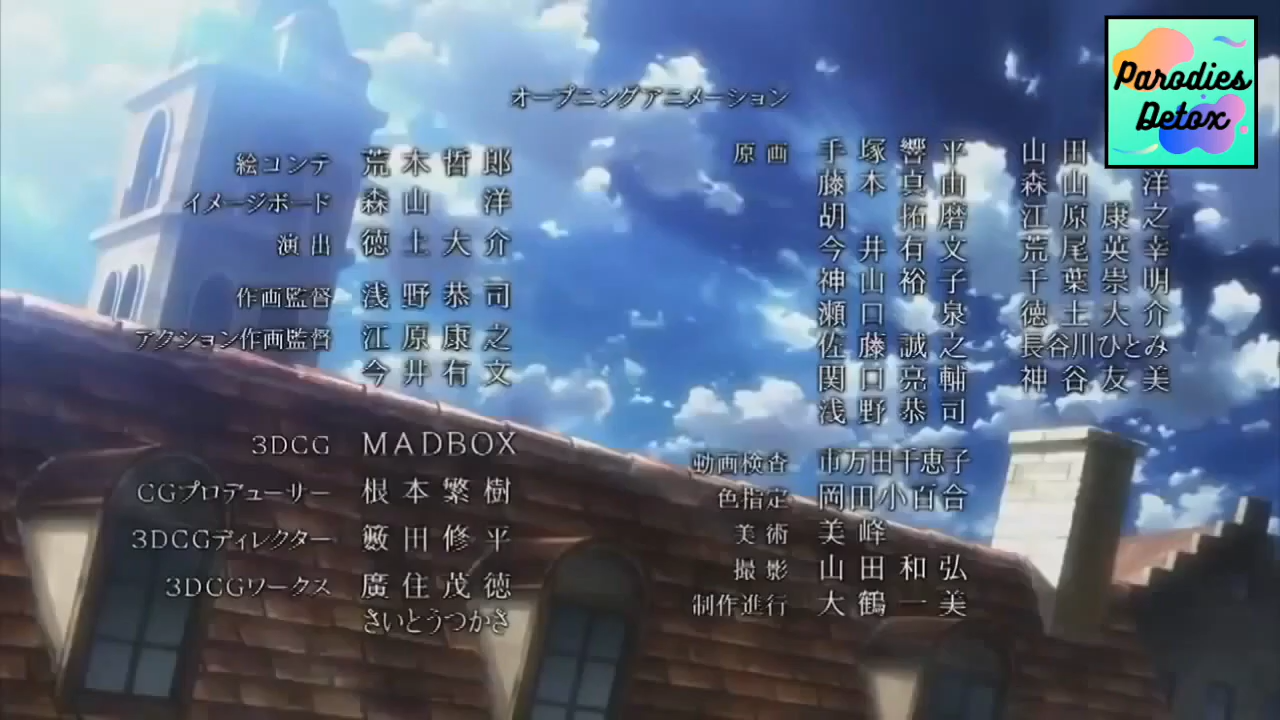 Parodies
Detox
オープニングアニメーション
絵コンテ 荒木哲郎
イメージボード 森山 洋
演出 徳土大介
作画監督 浅野恭司
アクション作画監督 江原康之
今井有文
3DCG MADBOX
CGプロデューサー 根本繁樹
3DCGディレクター 籔田修平
3DCGワークス 廣住茂徳
さいとうつかさ
原画 手塚響平 山田
藤本真由 森山 洋
胡 拓磨 江原康之
今井有文 荒尾英幸
神山裕子 千葉崇明
瀬口 泉 徳土大介
佐藤誠之 長谷川ひとみ
関口亮輔 神谷友美
浅野恭司
動画検査 市万田千恵子
色指定 岡田小百合
美術 美峰
撮影 山田和弘
制作進行 大鶴一美